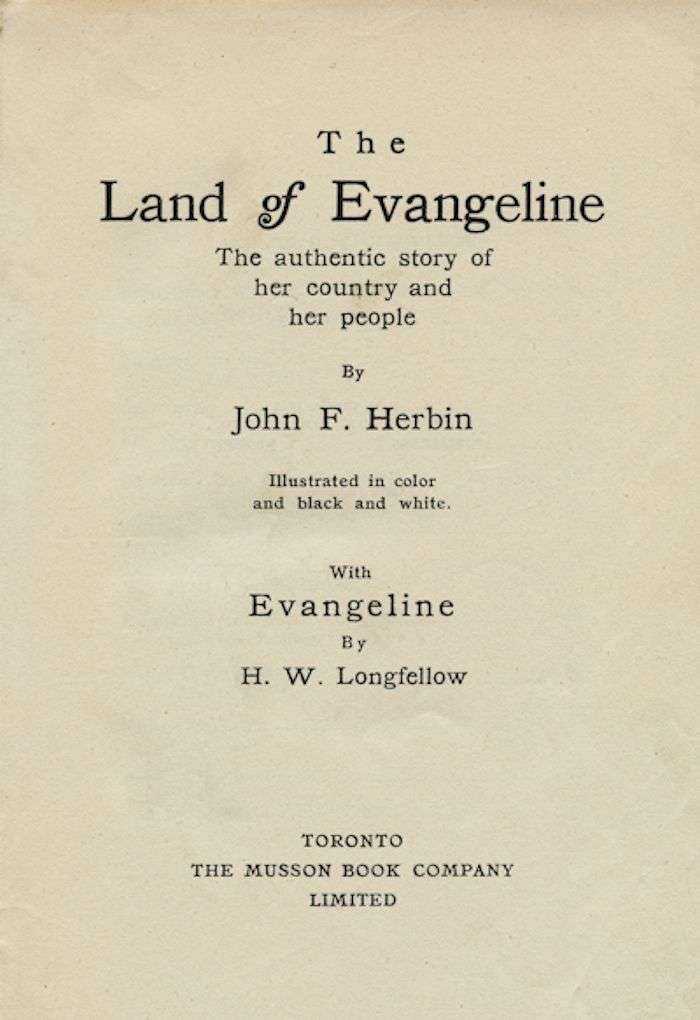 The
Land of Evangeline
The authentic story of
her country and
her people
By
John F. Herbin
Illustrated in color
and black and white.
With
Evangeline
By
H. W. Longfellow
TORONTO
THE MUSSON BOOK COMPANY
LIMITED